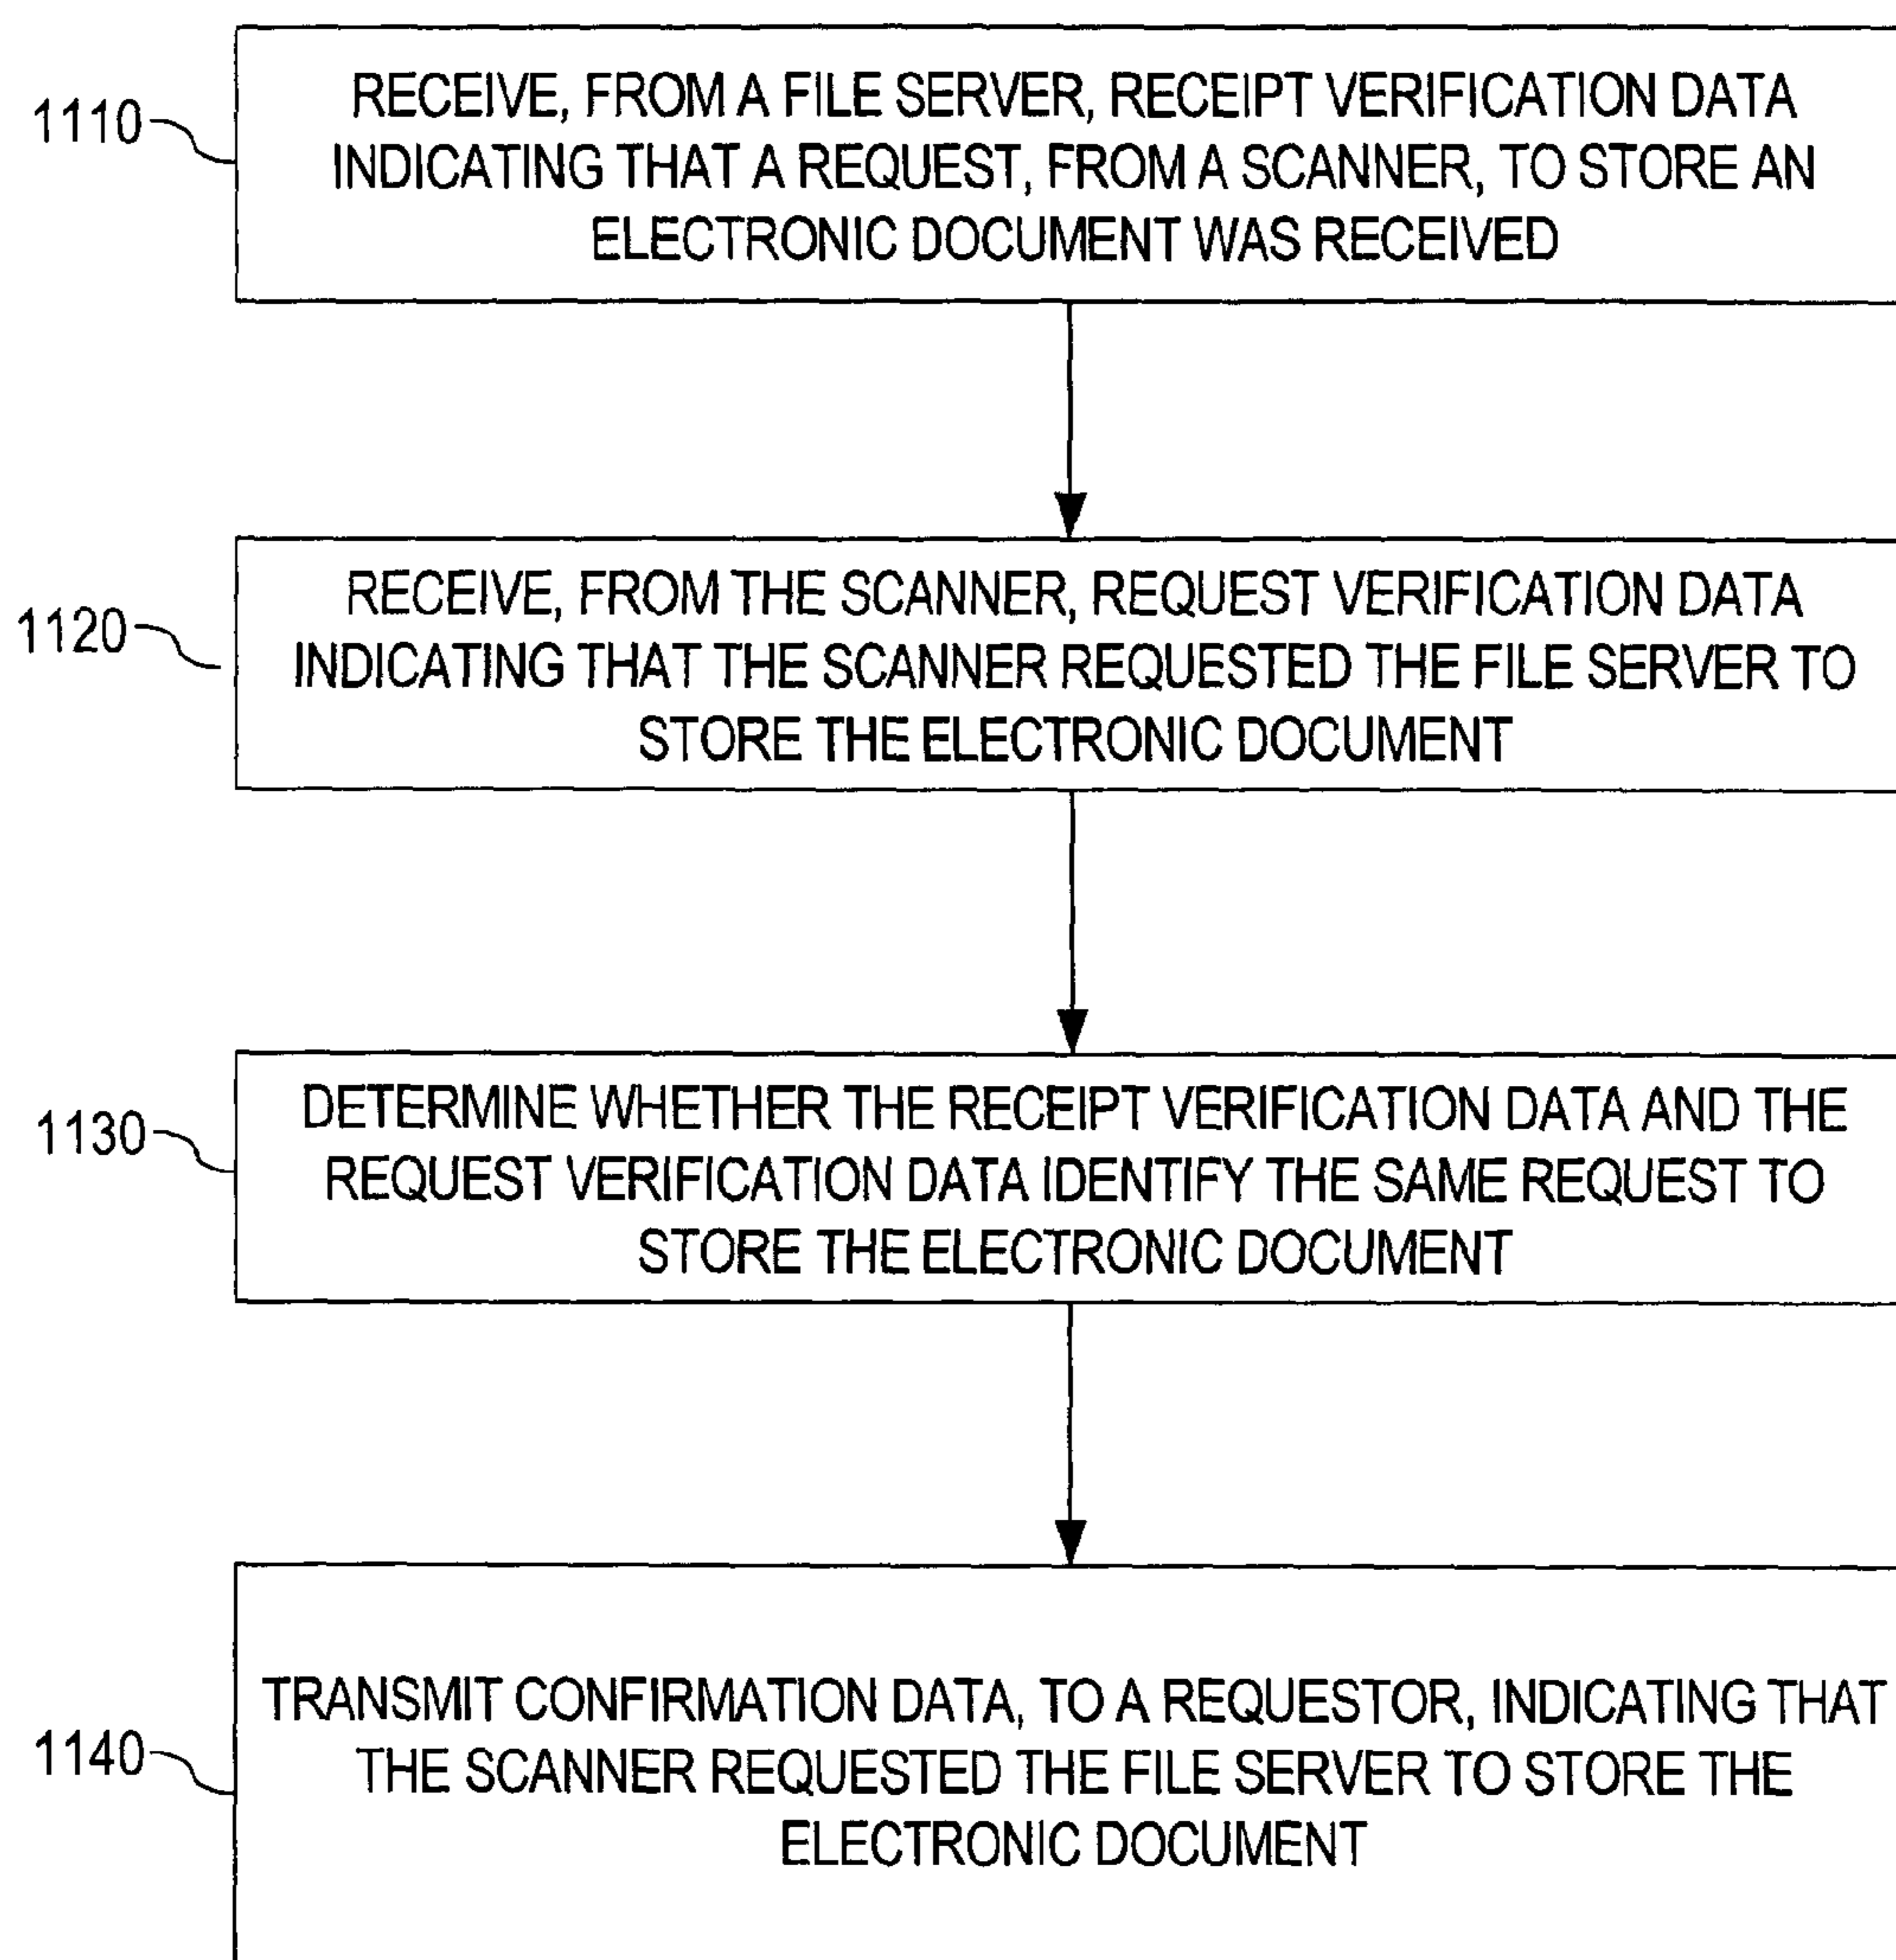 1110
RECEIVE, FROM A FILE SERVER, RECEIPT VERIFICATION DATA
INDICATING THAT A REQUEST, FROM A SCANNER, TO STORE AN
ELECTRONIC DOCUMENT WAS RECEIVED
1120
RECEIVE, FROM THE SCANNER, REQUEST VERIFICATION DATA
INDICATING THAT THE SCANNER REQUESTED THE FILE SERVER TO
STORE THE ELECTRONIC DOCUMENT
1130
DETERMINE WHETHER THE RECEIPT VERIFICATION DATA AND THE
REQUEST VERIFICATION DATA IDENTIFY THE SAME REQUEST TO
STORE THE ELECTRONIC DOCUMENT
1140
TRANSMIT CONFIRMATION DATA, TO A REQUESTOR, INDICATING THAT
THE SCANNER REQUESTED THE FILE SERVER TO STORE THE
ELECTRONIC DOCUMENT